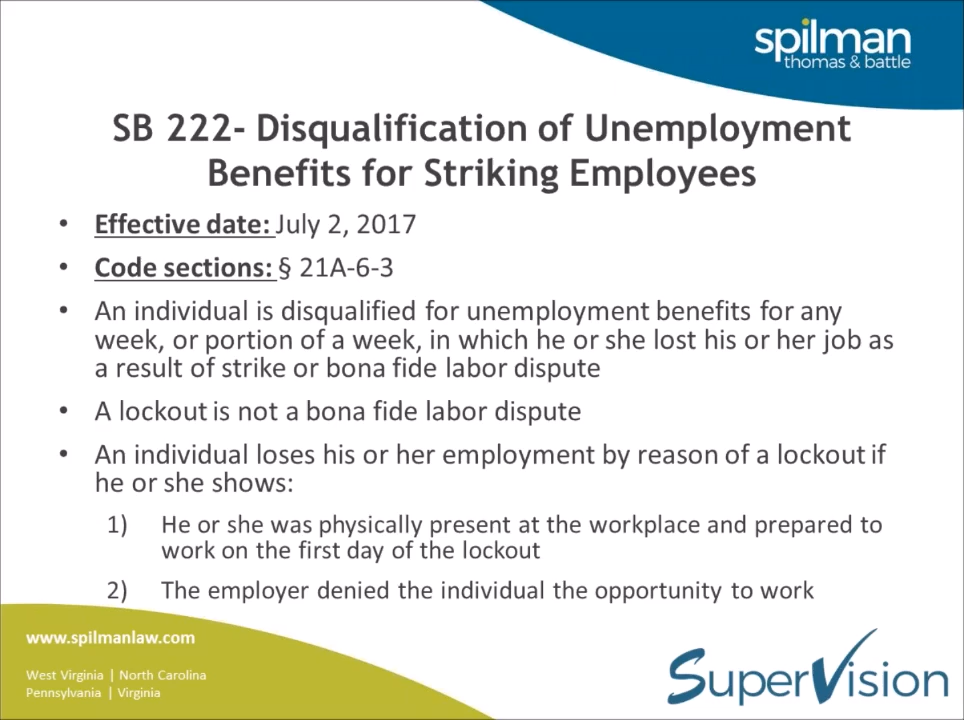 spilman
thomas & battle
SB 222- Disqualification of Unemployment
Benefits for Striking Employees
• Effective date: July 2, 2017
• Code sections: § 21A-6-3
• An individual is disqualified for unemployment benefits for any
week, or portion of a week, in which he or she lost his or her job as
a result of strike or bona fide labor dispute
• A lockout is not a bona fide labor dispute
• An individual loses his or her employment by reason of a lockout if
he or she shows:
1) He or she was physically present at the workplace and prepared to
work on the first day of the lockout
2) The employer denied the individual the opportunity to work
www.spilmanlaw.com
West Virginia | North Carolina
Pennsylvania | Virginia
SuperVision